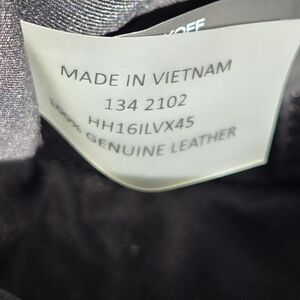 MADE IN VIETNAM
134 2102
HH16ILVX45
100% GENUINE LEATHER